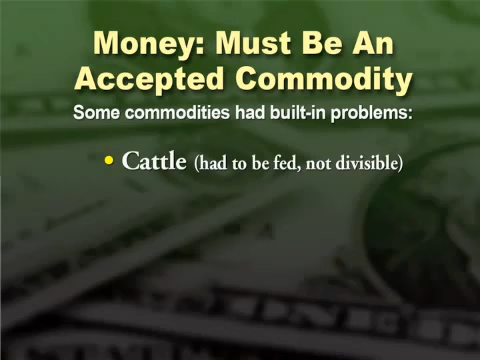 Money: Must Be An
Accepted Commodity
Some commodities had built-in problems:
• Cattle (had to be fed, not divisible)